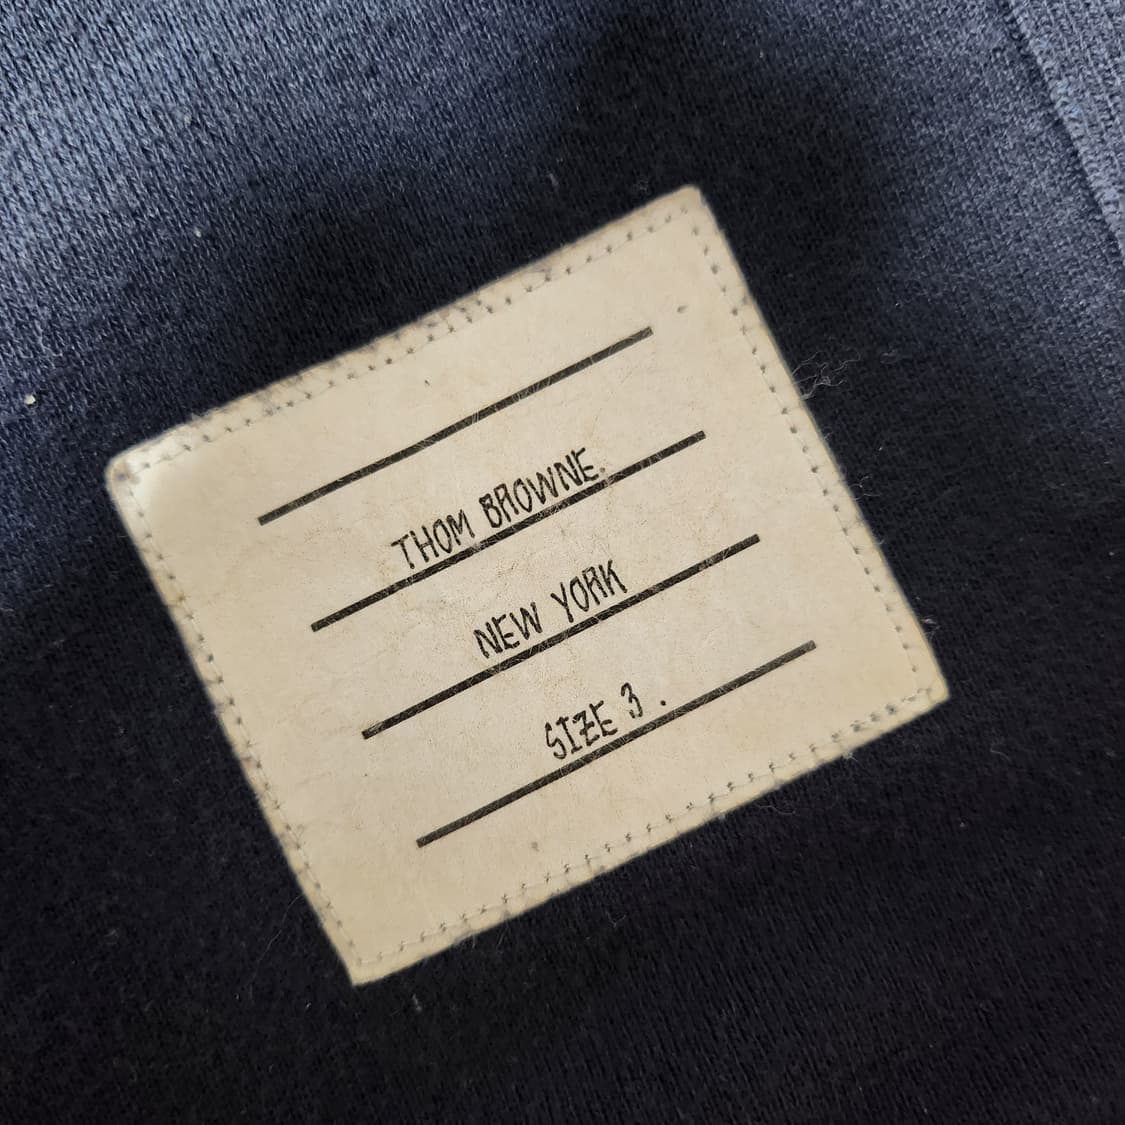 THOM BROWNE.
NEW YORK
SIZE 3 .